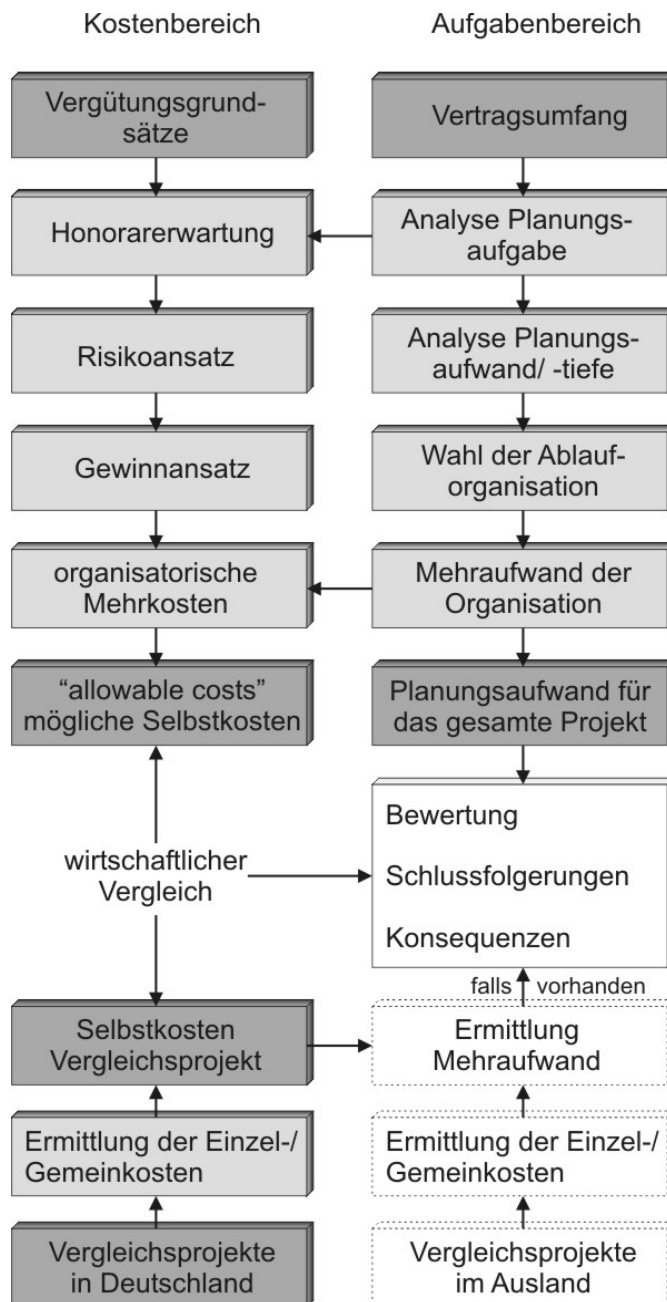 Kostenbereich
Aufgabenbereich
Vergütungsgrund-
sätze
Vertragsumfang
Honorarerwartung
Analyse Planungs-
aufgabe
Risikoansatz
Analyse Planungs-
aufwand/ -tiefe
Gewinnansatz
Wahl der Ablauf-
organisation
organisatorische
Mehrkosten
Mehraufwand der
Organisation
“allowable costs”
mögliche Selbstkosten
Planungsaufwand für
das gesamte Projekt
wirtschaftlicher
Vergleich
Bewertung
Schlussfolgerungen
Konsequenzen
falls vorhanden
Selbstkosten
Vergleichsprojekt
Ermittlung
Mehraufwand
Ermittlung der Einzel-/
Gemeinkosten
Ermittlung der Einzel-/
Gemeinkosten
Vergleichsprojekte
in Deutschland
Vergleichsprojekte
im Ausland